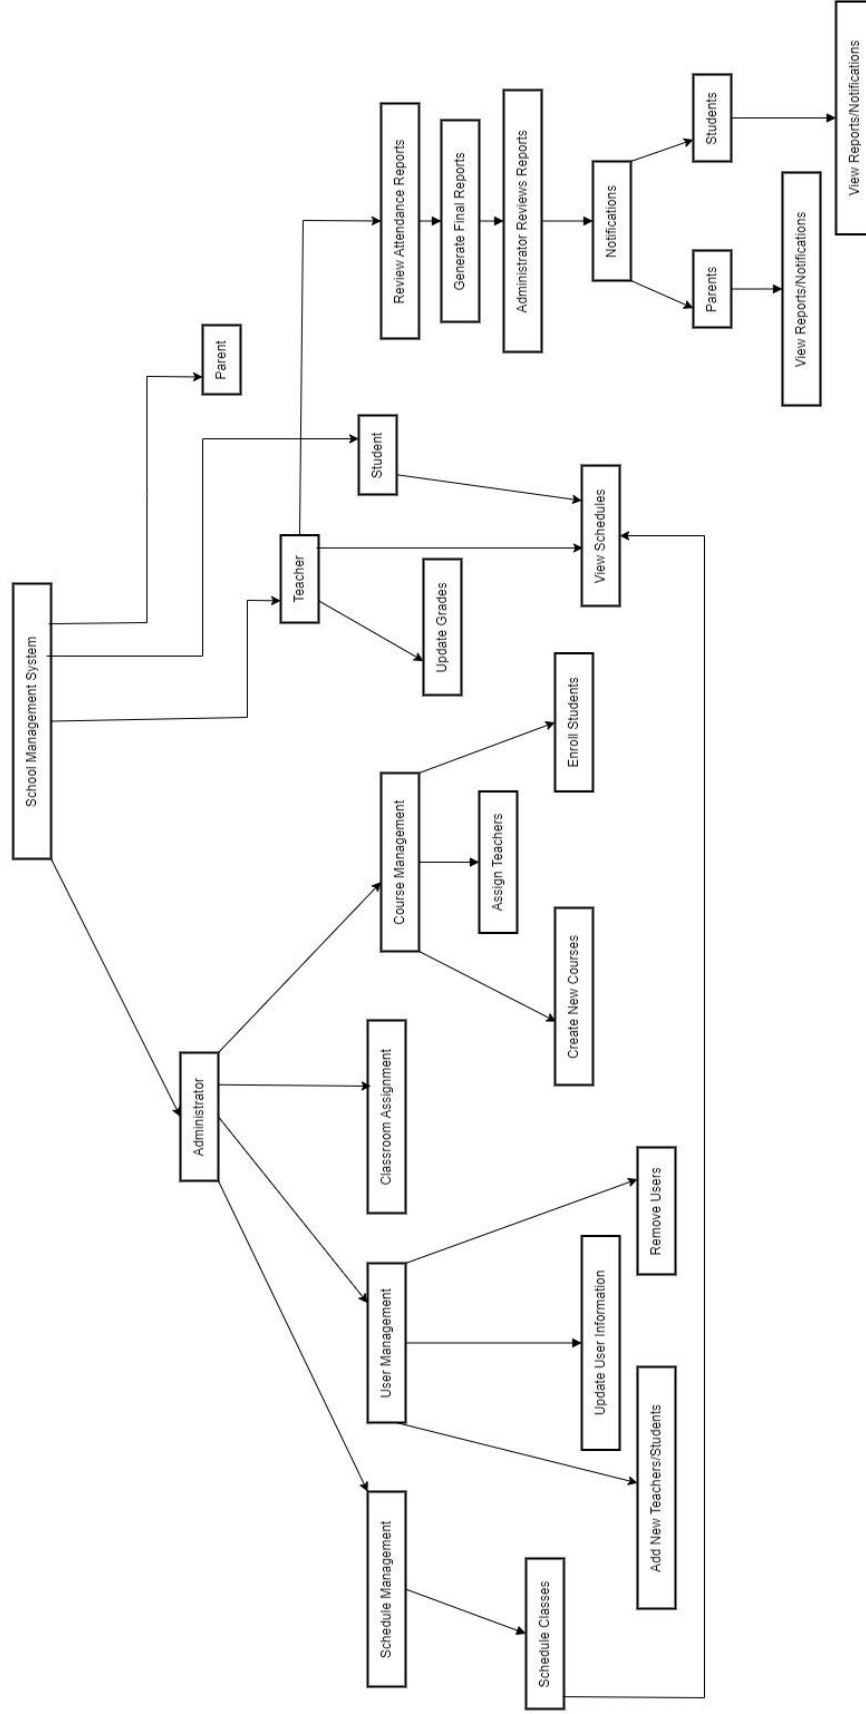 School Management System
Parent
Administrator
Teacher
Student
Schedule Management
User Management
Classroom Assignment
Course Management
Review Attendance Reports
Update Grades
Generate Final Reports
Assign Teachers
Administrator Reviews Reports
Schedule Classes
Create New Courses
Enroll Students
Update User Information
View Schedules
Notifications
Add New Teachers/Students
Remove Users
Parents
Students
View Reports/Notifications
View Reports/Notifications